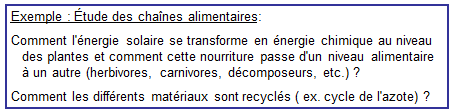 Exemple : Étude des chaînes alimentaires:
Comment l'énergie solaire se transforme en énergie chimique au niveau
des plantes et comment cette nourriture passe d'un niveau alimentaire
à un autre (herbivores, carnivores, décomposeurs, etc.) ?
Comment les différents matériaux sont recyclés ( ex. cycle de l'azote) ?